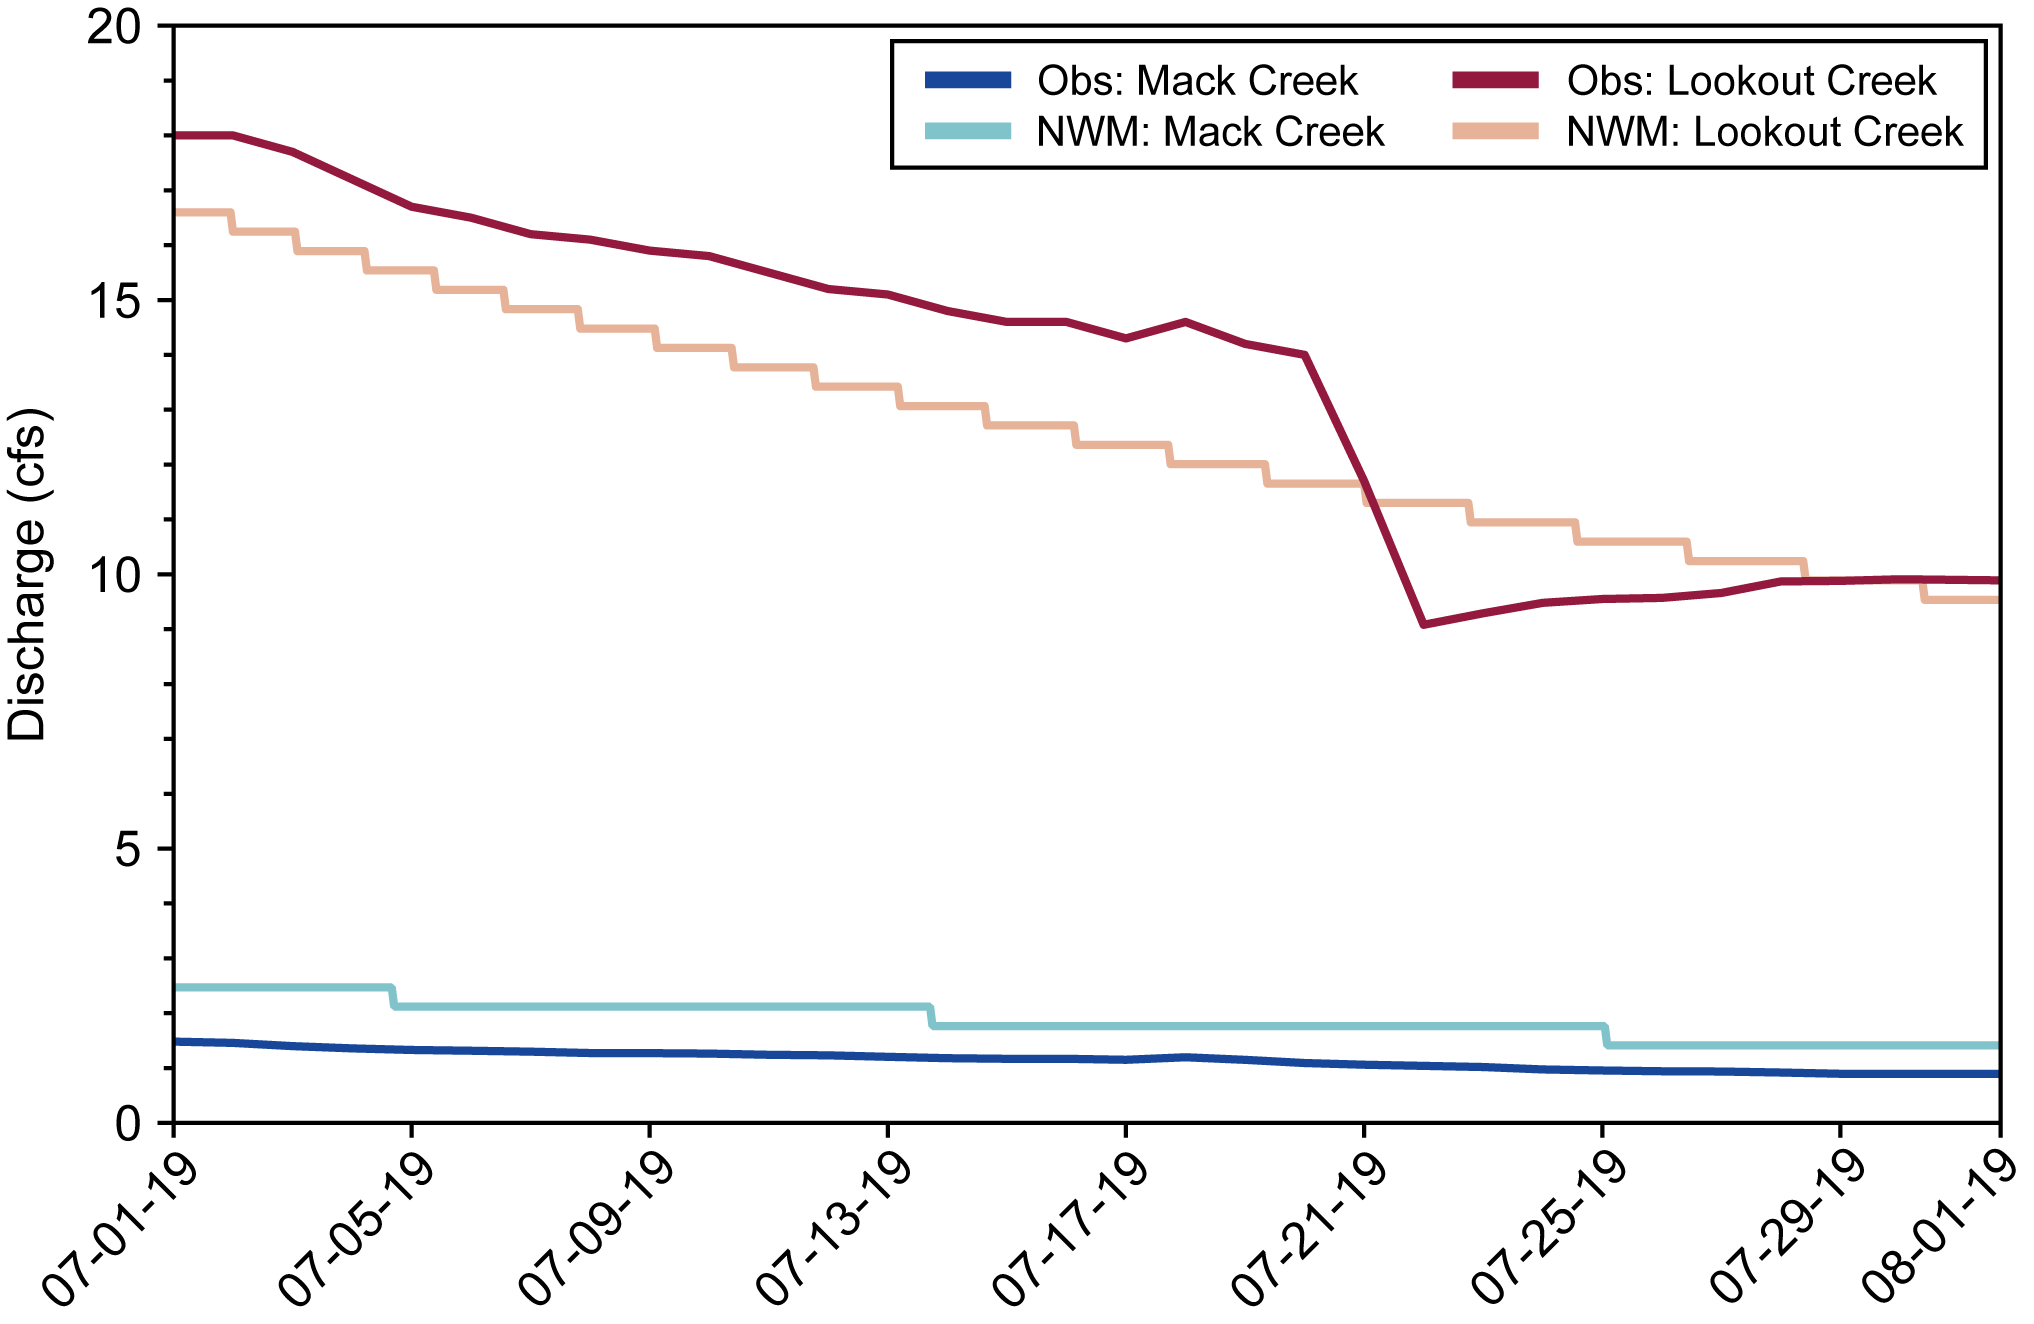 20
15
10
5
0
Discharge (cfs)
Obs: Mack Creek
NWM: Mack Creek
Obs: Lookout Creek
NWM: Lookout Creek
07-01-19
07-05-19
07-09-19
07-13-19
07-17-19
07-21-19
07-25-19
07-29-19
08-01-19